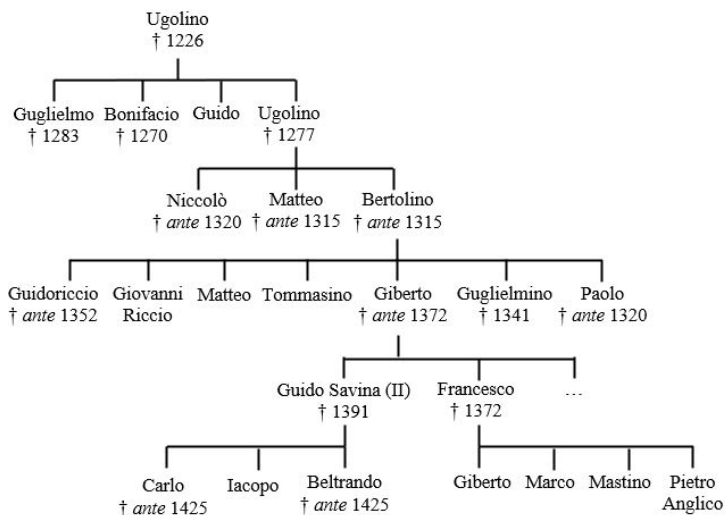 Ugolino
† 1226
Guglielmo Bonifacio Guido Ugolino
† 1283 † 1270 † 1277
Niccolò Matteo Bertolino
† ante 1320 † ante 1315 † ante 1315
Guidoriccio Giovanni Matteo Tommasino Giberto Guglielmino Paolo
† ante 1352 Riccio † ante 1372 † 1341 † ante 1320
Guido Savina (II) Francesco ...
† 1391 † 1372
Carlo Iacopo Beltrando Giberto Marco Mastino Pietro
† ante 1425 † ante 1425 Anglico